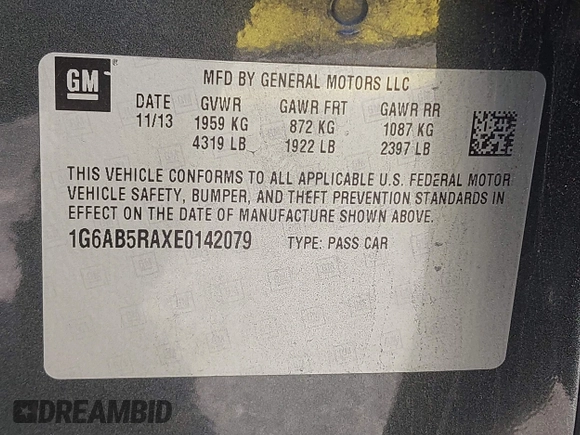 GM
MFD BY GENERAL MOTORS LLC
DATE GVWR GAWR FRT GAWR RR
11/13 1959 KG 872 KG 1087 KG
4319 LB 1922 LB 2397 LB
THIS VEHICLE CONFORMS TO ALL APPLICABLE U.S. FEDERAL MOTOR
VEHICLE SAFETY, BUMPER, AND THEFT PREVENTION STANDARDS IN
EFFECT ON THE DATE OF MANUFACTURE SHOWN ABOVE.
1G6AB5RAXE0142079 TYPE: PASS CAR
DREAMBID